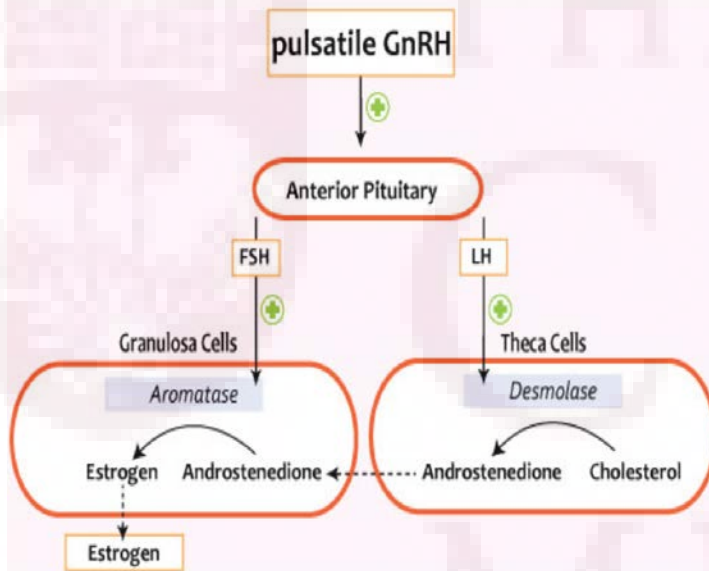 pulsatile GnRH
Anterior Pituitary
FSH
LH
Granulosa Cells
Theca Cells
Aromatase
Desmolase
Estrogen
Androstenedione
Androstenedione
Cholesterol
Estrogen